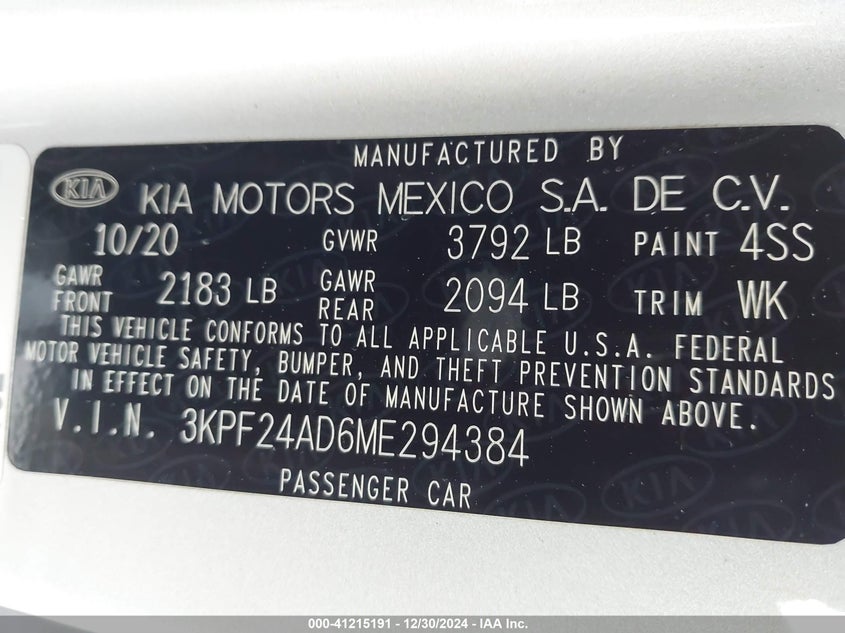 MANUFACTURED BY
KIA KIA MOTORS MEXICO S.A. DE C.V.
10/20 GVWR 3792 LB PAINT 4SS
GAWR FRONT 2183 LB GAWR REAR 2094 LB TRIM WK
THIS VEHICLE CONFORMS TO ALL APPLICABLE U.S.A. FEDERAL
MOTOR VEHICLE SAFETY, BUMPER, AND THEFT PREVENTION STANDARDS
IN EFFECT ON THE DATE OF MANUFACTURE SHOWN ABOVE.
V.I.N. 3KPF24AD6ME294384
PASSENGER CAR
000-41215191 - 12/30/2024 - IAA Inc.